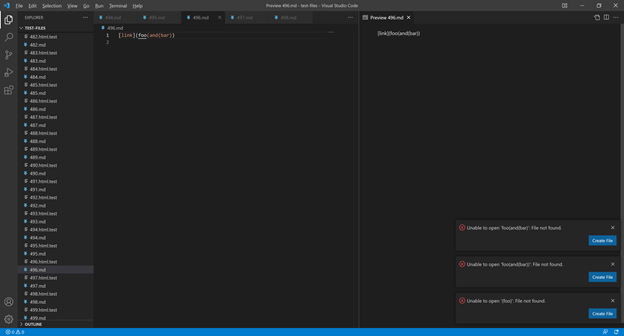 File Edit Selection View Go Run Terminal Help
Preview 496.md - test-files - Visual Studio Code
EXPLORER
TEST-FILES
482.html.test
482.md
483.html.test
483.md
484.html.test
484.md
485.html.test
485.md
486.html.test
486.md
487.html.test
487.md
488.html.test
488.md
489.html.test
489.md
490.html.test
490.md
491.html.test
491.md
492.html.test
492.md
493.html.test
493.md
494.html.test
494.md
495.html.test
495.md
496.html.test
496.md
497.html.test
497.md
498.html.test
498.md
499.html.test
499.md
OUTLINE
494.md 495.md 496.md 497.md 498.md
496.md
1 [link](foo(and(bar))
2
Preview 496.md
[link](foo(and(bar))
Unable to open 'foo(and(bar)': File not found.
Create File
Unable to open 'foo(and(bar))': File not found.
Create File
Unable to open '(foo)': File not found.
Create File
0 0